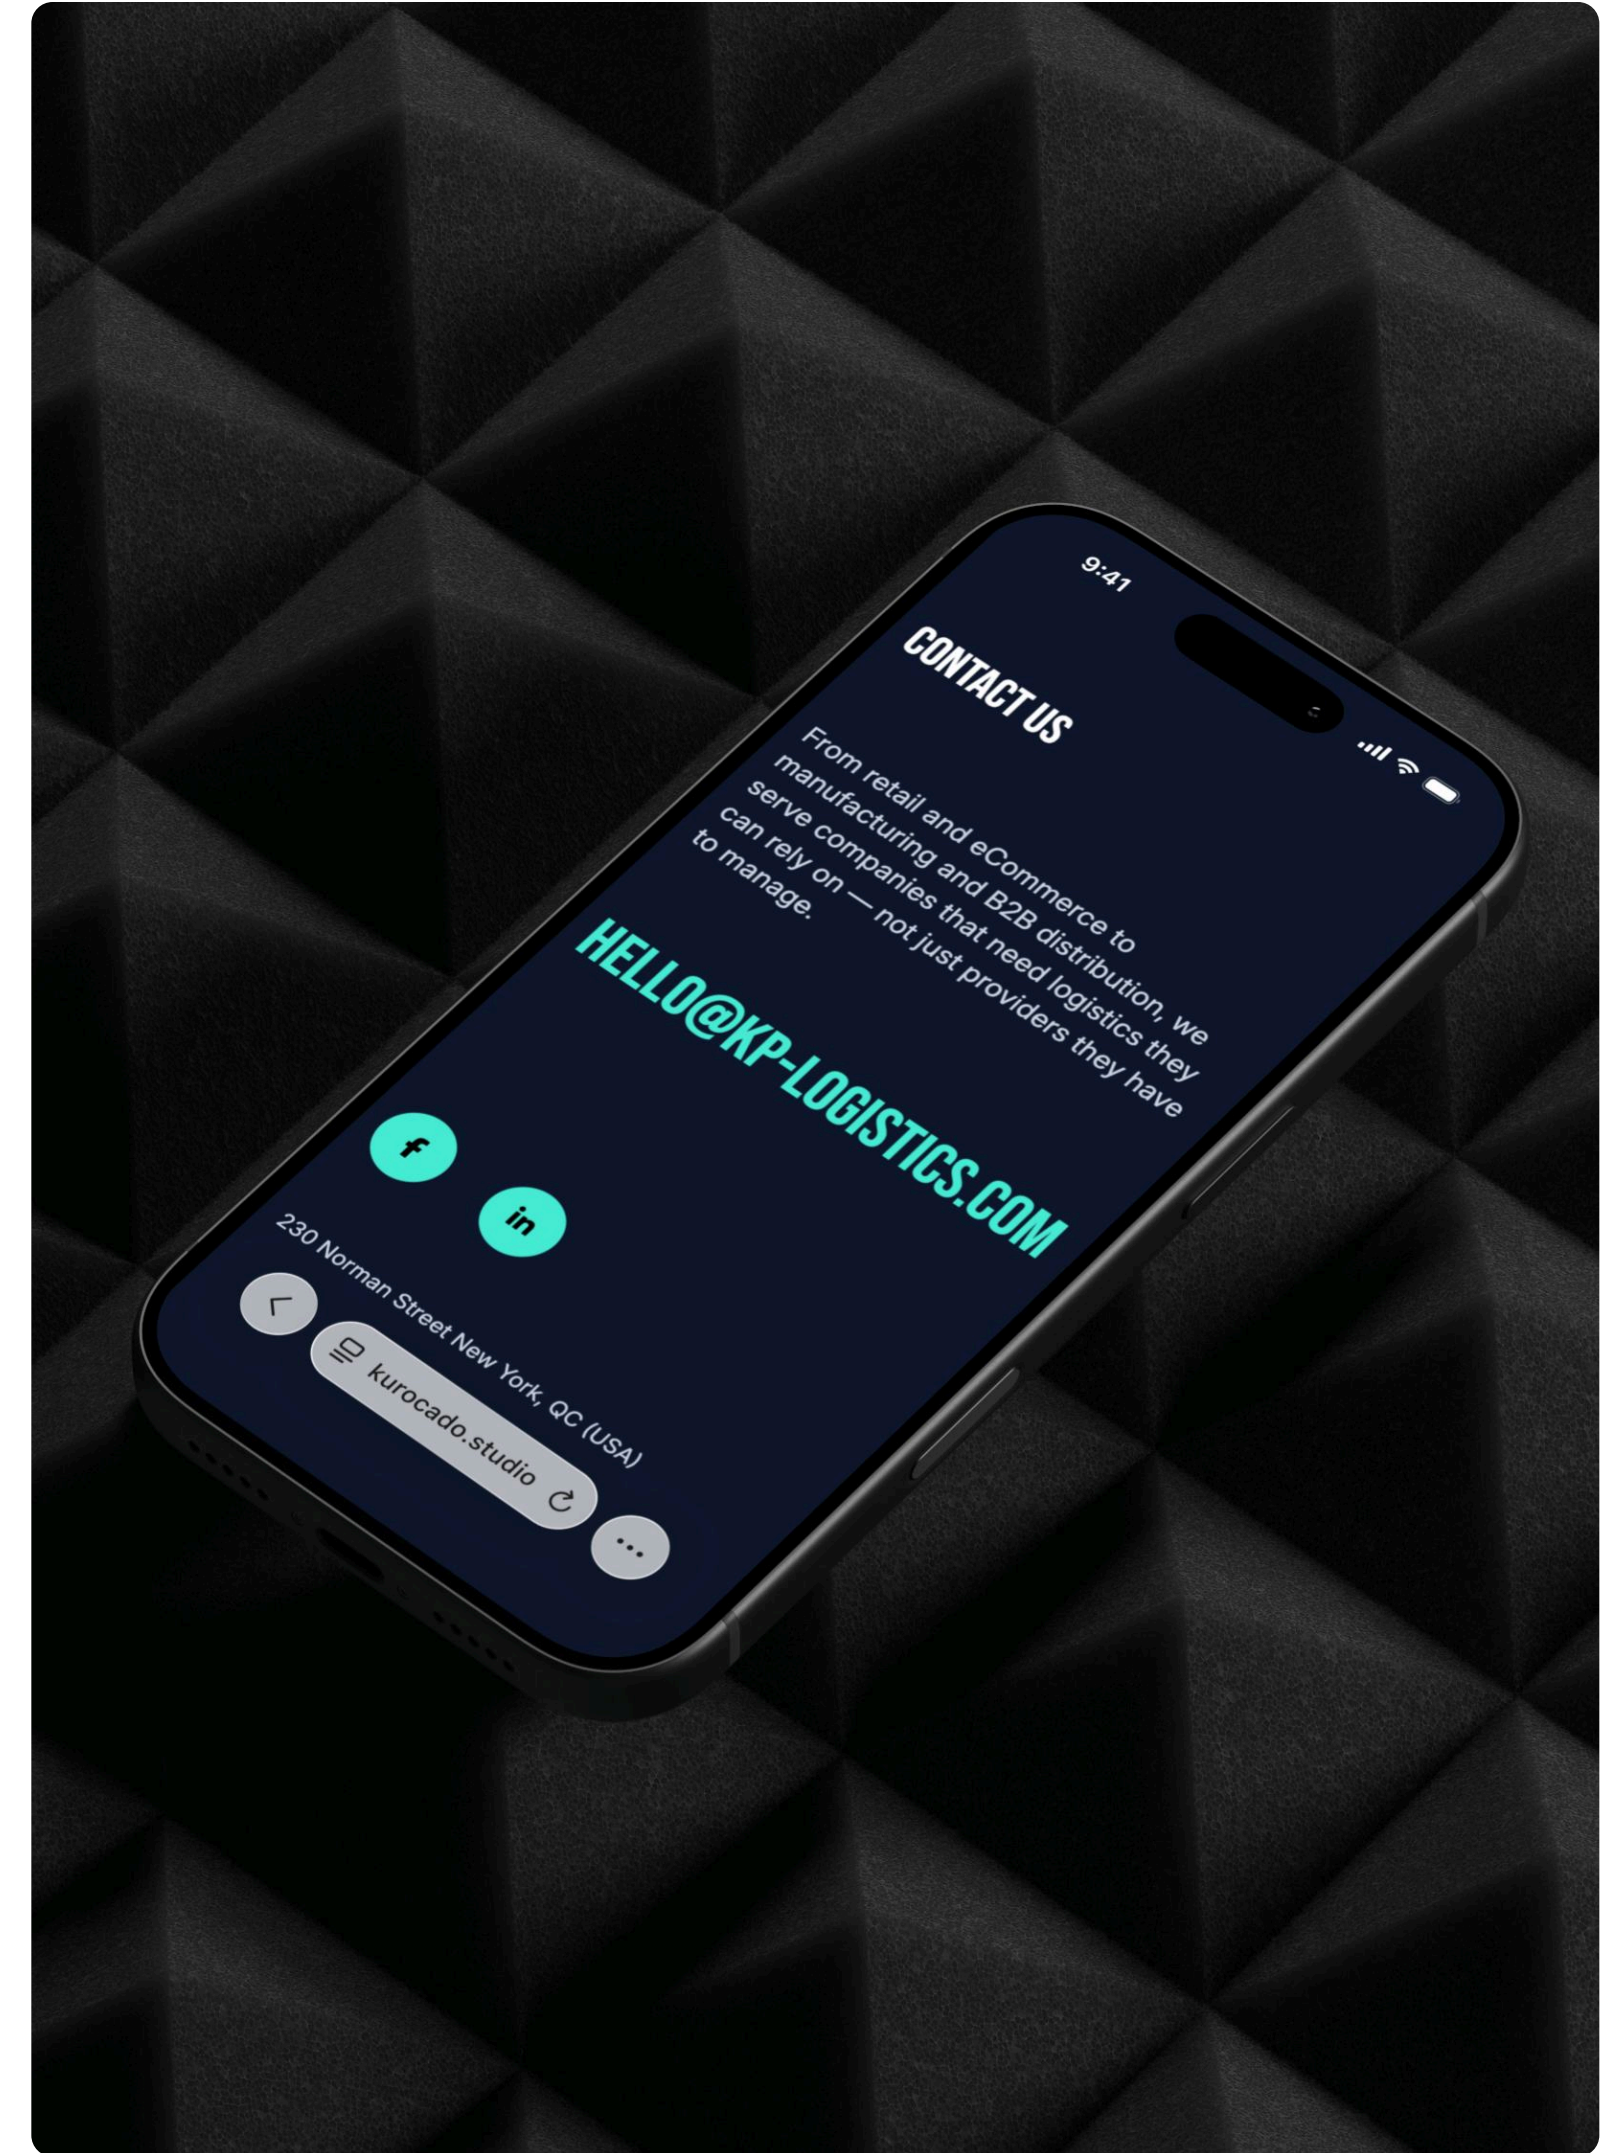 9:41
CONTACT US
From retail and eCommerce to
manufacturing and B2B distribution, we
serve companies that need logistics they
can rely on — not just providers they have
to manage.
HELLO@KP-LOGISTICS.COM
f
in
230 Norman Street New York, QC (USA)
kurocado.studio